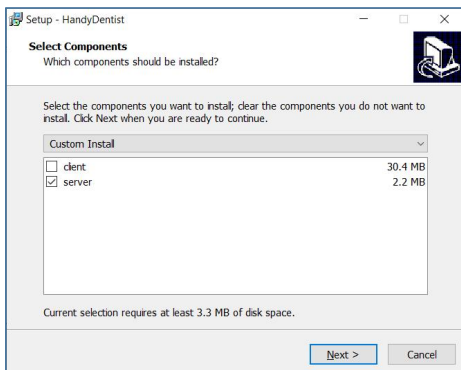 Setup - HandyDentist
Select Components
Which components should be installed?
Select the components you want to install; clear the components you do not want to
install. Click Next when you are ready to continue.
Custom Install
client 30.4 MB
server 2.2 MB
Current selection requires at least 3.3 MB of disk space.
Next > Cancel